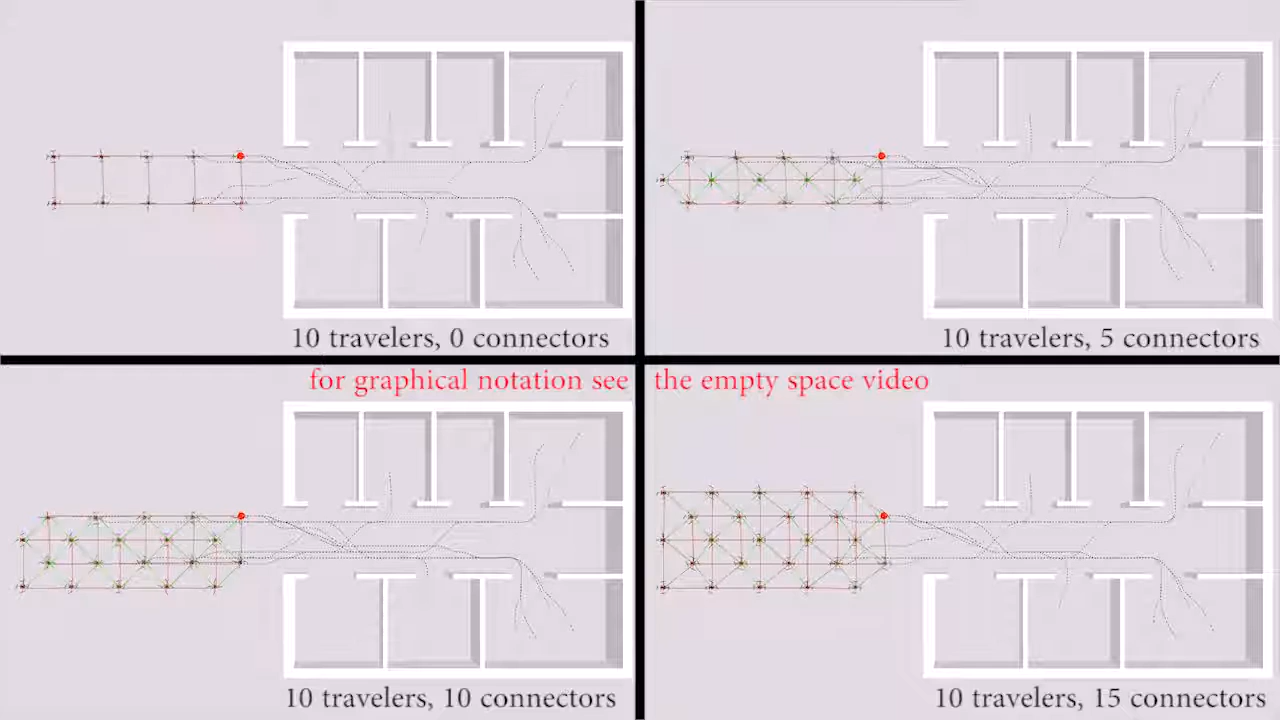 10 travelers, 0 connectors
10 travelers, 5 connectors
for graphical notation see the empty space video
10 travelers, 10 connectors
10 travelers, 15 connectors